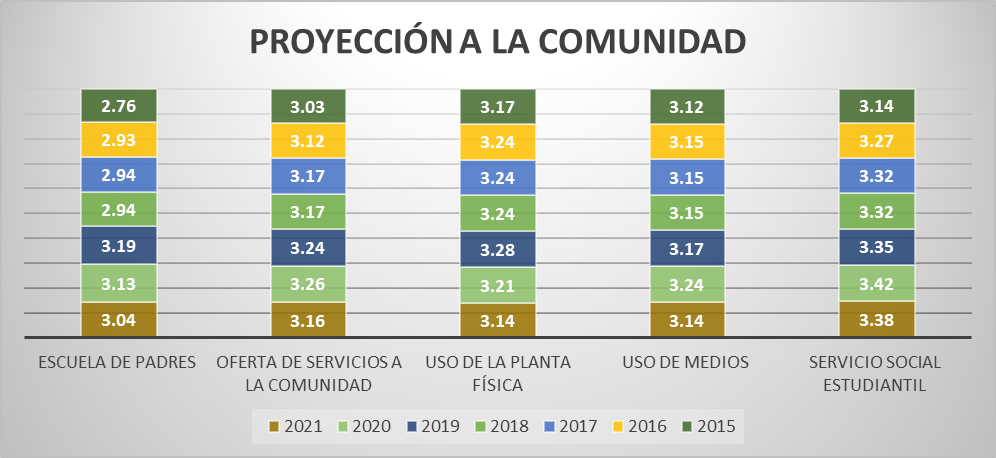 PROYECCIÓN A LA COMUNIDAD
2.76 3.03 3.17 3.12 3.14
2.93 3.12 3.24 3.15 3.27
2.94 3.17 3.24 3.15 3.32
2.94 3.17 3.24 3.15 3.32
3.19 3.24 3.28 3.17 3.35
3.13 3.26 3.21 3.24 3.42
3.04 3.16 3.14 3.14 3.38
ESCUELA DE PADRES
OFERTA DE SERVICIOS A
LA COMUNIDAD
USO DE LA PLANTA
FÍSICA
USO DE MEDIOS
SERVICIO SOCIAL
ESTUDIANTIL
2021 2020 2019 2018 2017 2016 2015